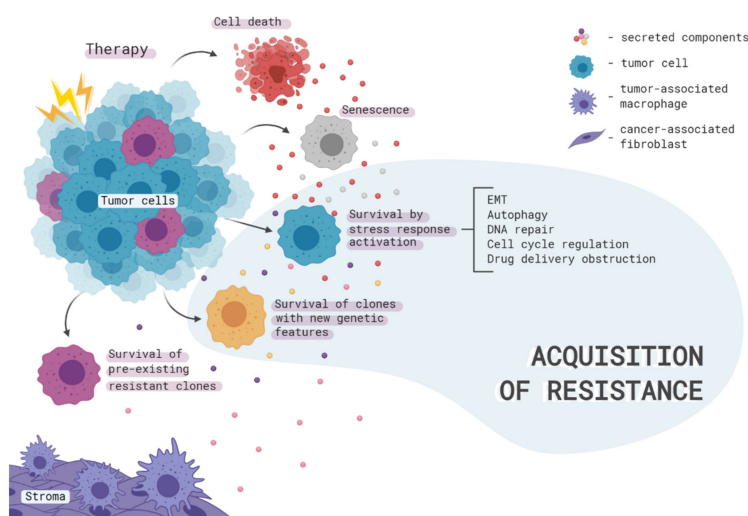 Cell death
Therapy
Senescence
Tumor cells
Survival by
stress response
activation
EMT
Autophagy
DNA repair
Cell cycle regulation
Drug delivery obstruction
Survival of clones
with new genetic
features
Survival of
pre-existing
resistant clones
ACQUISITION
OF RESISTANCE
Stroma
- secreted components
- tumor cell
- tumor-associated
macrophage
- cancer-associated
fibroblast